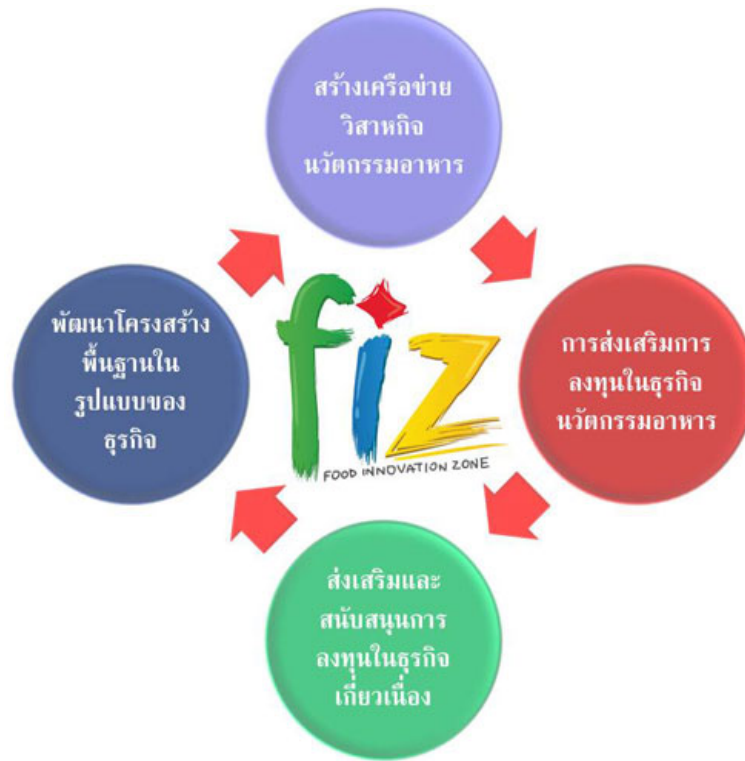 สร้างเครือข่าย
วิสาหกิจ
นวัตกรรมอาหาร
การส่งเสริมการ
ลงทุนในธุรกิจ
นวัตกรรมอาหาร
ส่งเสริมและ
สนับสนุนการ
ลงทุนในธุรกิจ
เกี่ยวเนื่อง
พัฒนาโครงสร้าง
พื้นฐานใน
รูปแบบของ
ธุรกิจ
fiz
FOOD INNOVATION ZONE